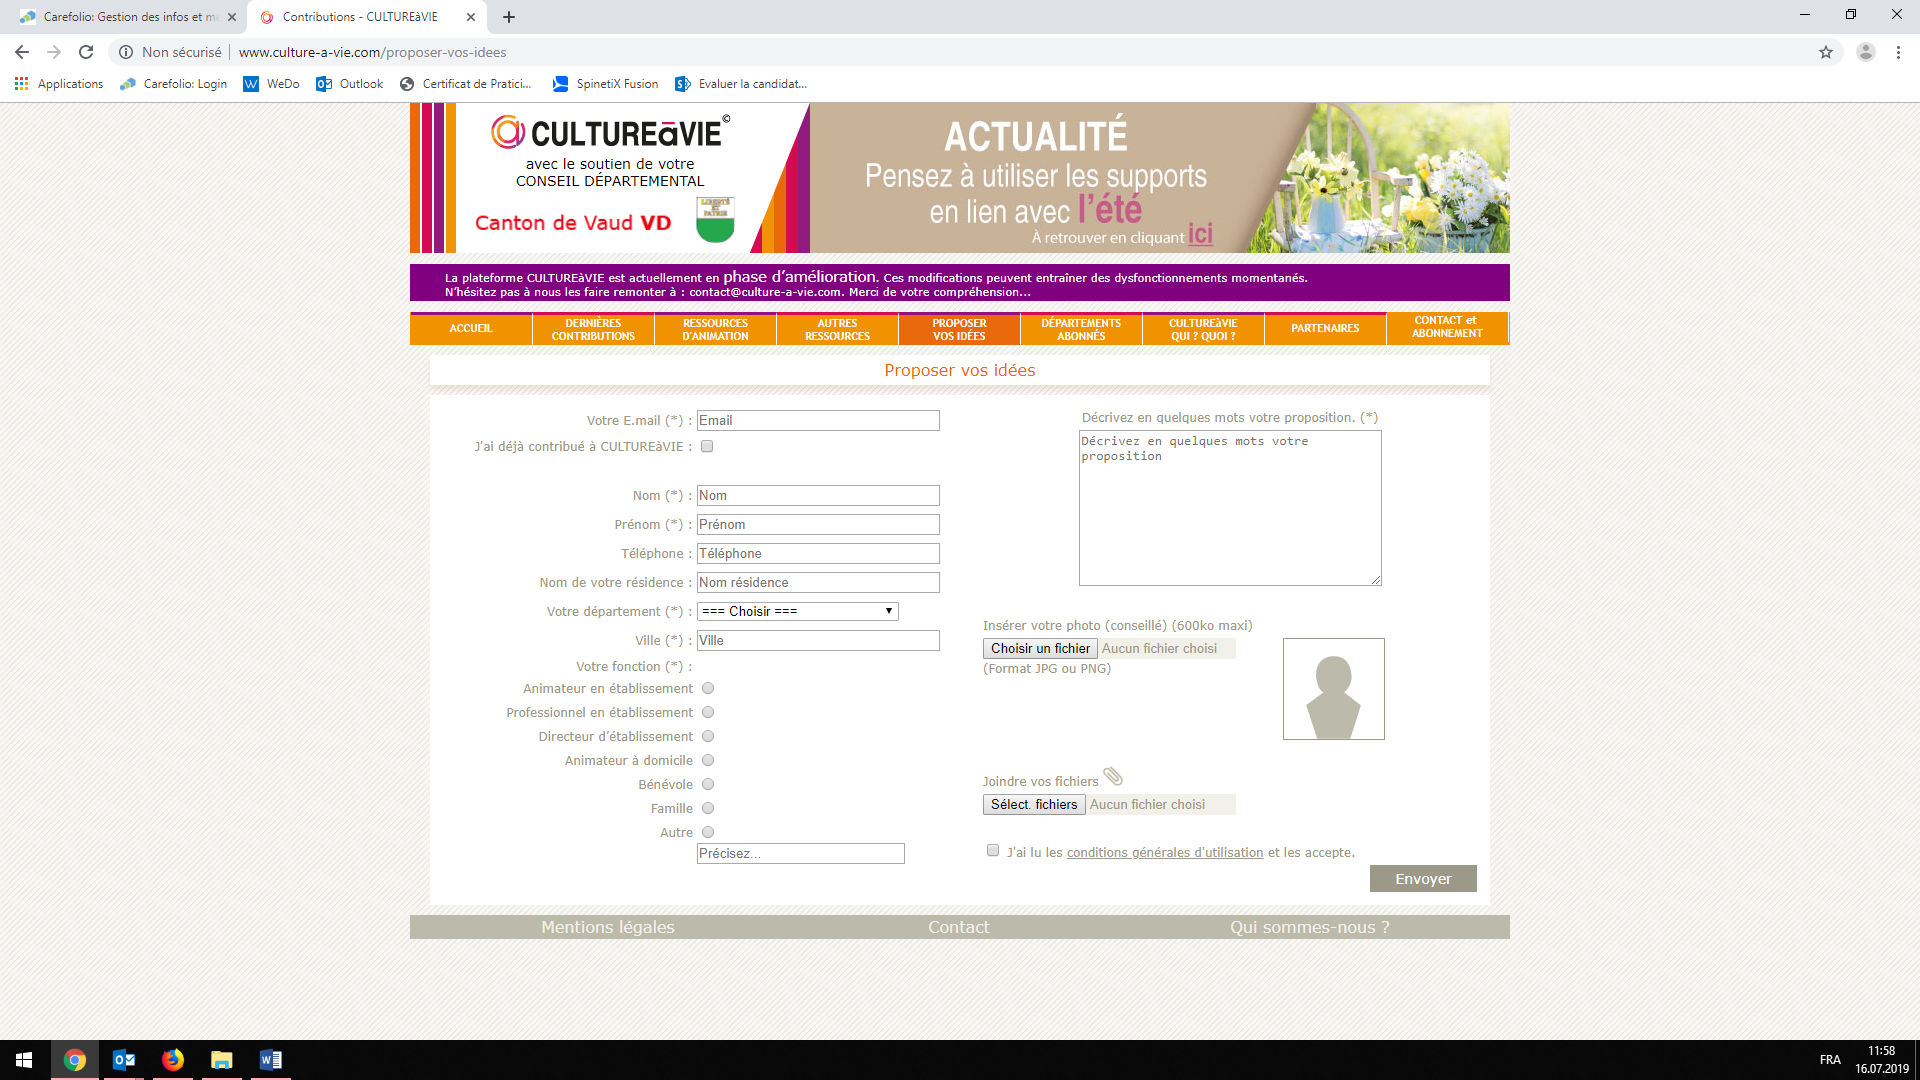 Carefolio: Gestion des infos et m
Contributions - CULTUREàVIE
Non sécurisé
www.culture-a-vie.com/proposer-vos-idees
Applications
Carefolio: Login
WeDo
Outlook
Certificat de Pratici...
SpinetiX Fusion
Evaluer la candidat...
@ CULTUREàVIE©
avec le soutien de votre
CONSEIL DÉPARTEMENTAL
Canton de Vaud VD
LIBERTÉ
ET
PATRIE
ACTUALITÉ
Pensez à utiliser les supports
en lien avec l'été
À retrouver en cliquant ici
La plateforme CULTUREàVIE est actuellement en phase d'amélioration. Ces modifications peuvent entraîner des dysfonctionnements momentanés.
N'hésitez pas à nous les faire remonter à : contact@culture-a-vie.com. Merci de votre compréhension...
ACCUEIL
DERNIÈRES
CONTRIBUTIONS
RESSOURCES
D'ANIMATION
AUTRES
RESSOURCES
PROPOSER
VOS IDÉES
DÉPARTEMENTS
ABONNÉS
CULTUREàVIE
QUI ? QUOI ?
PARTENAIRES
CONTACT et
ABONNEMENT
Proposer vos idées
Votre E.mail (*) : Email
J'ai déjà contribué à CULTUREàVIE :
Nom (*) : Nom
Prénom (*) : Prénom
Téléphone : Téléphone
Nom de votre résidence : Nom résidence
Votre département (*) : === Choisir ===
Ville (*) : Ville
Votre fonction (*) :
Animateur en établissement
Professionnel en établissement
Directeur d'établissement
Animateur à domicile
Bénévole
Famille
Autre
Précisez...
Décrivez en quelques mots votre proposition. (*)
Décrivez en quelques mots votre
proposition
Insérer votre photo (conseillé) (600ko maxi)
Choisir un fichier Aucun fichier choisi
(Format JPG ou PNG)
Joindre vos fichiers
Sélect. fichiers Aucun fichier choisi
J'ai lu les conditions générales d'utilisation et les accepte.
Envoyer
Mentions légales
Contact
Qui sommes-nous ?
FRA
11:58
16.07.2019